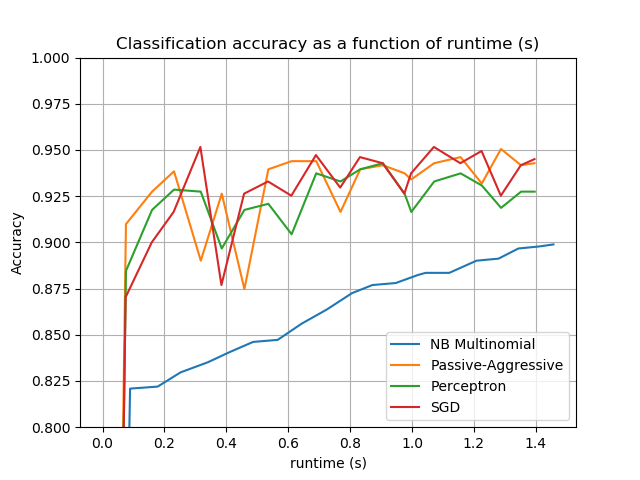 Classification accuracy as a function of runtime (s)
1.000
0.975
0.950
0.925
0.900
0.875
0.850
0.825
0.800
Accuracy
NB Multinomial
Passive-Aggressive
Perceptron
SGD
0.0 0.2 0.4 0.6 0.8 1.0 1.2 1.4
runtime (s)